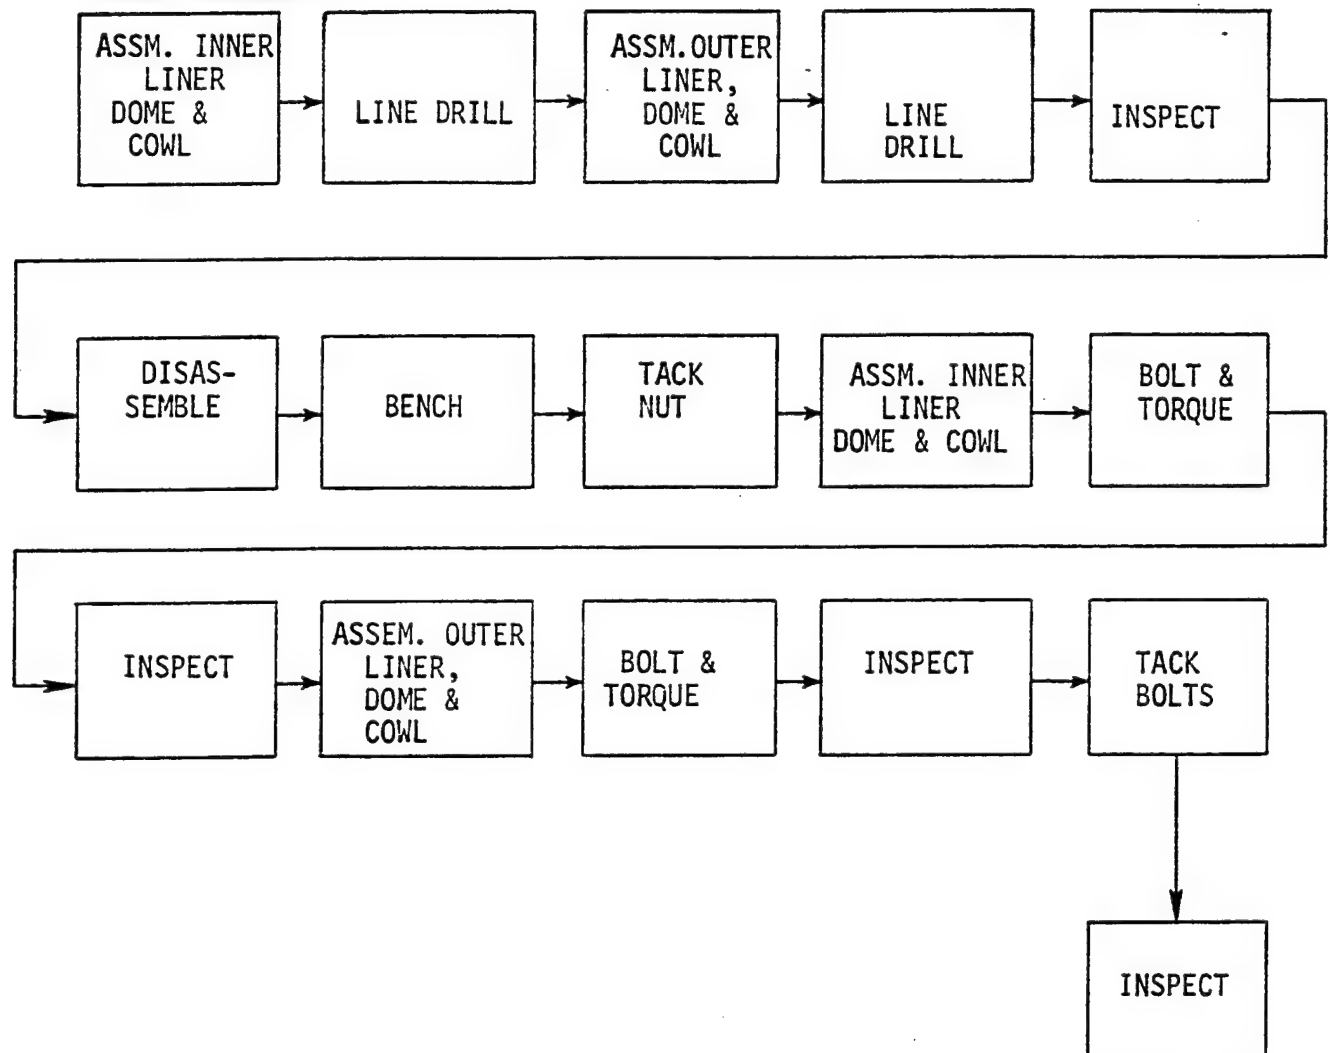 ASSM. INNER
LINER
DOME &
COWL
LINE DRILL
ASSM.OUTER
LINER,
DOME &
COWL
LINE
DRILL
INSPECT
DISAS-
SEMBLE
BENCH
TACK
NUT
ASSM. INNER
LINER
DOME & COWL
BOLT &
TORQUE
INSPECT
ASSEM. OUTER
LINER,
DOME &
COWL
BOLT &
TORQUE
INSPECT
TACK
BOLTS
INSPECT